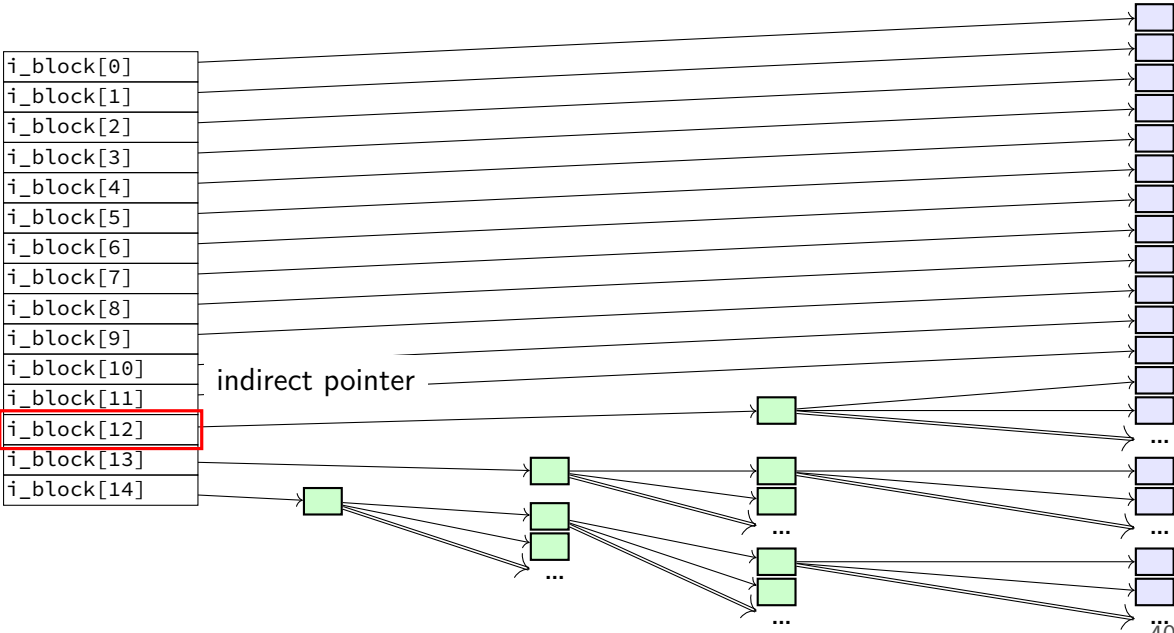 i_block[0]
i_block[1]
i_block[2]
i_block[3]
i_block[4]
i_block[5]
i_block[6]
i_block[7]
i_block[8]
i_block[9]
i_block[10]
indirect pointer
i_block[11]
i_block[12]
...
i_block[13]
i_block[14]
...
...
...
...
...
40